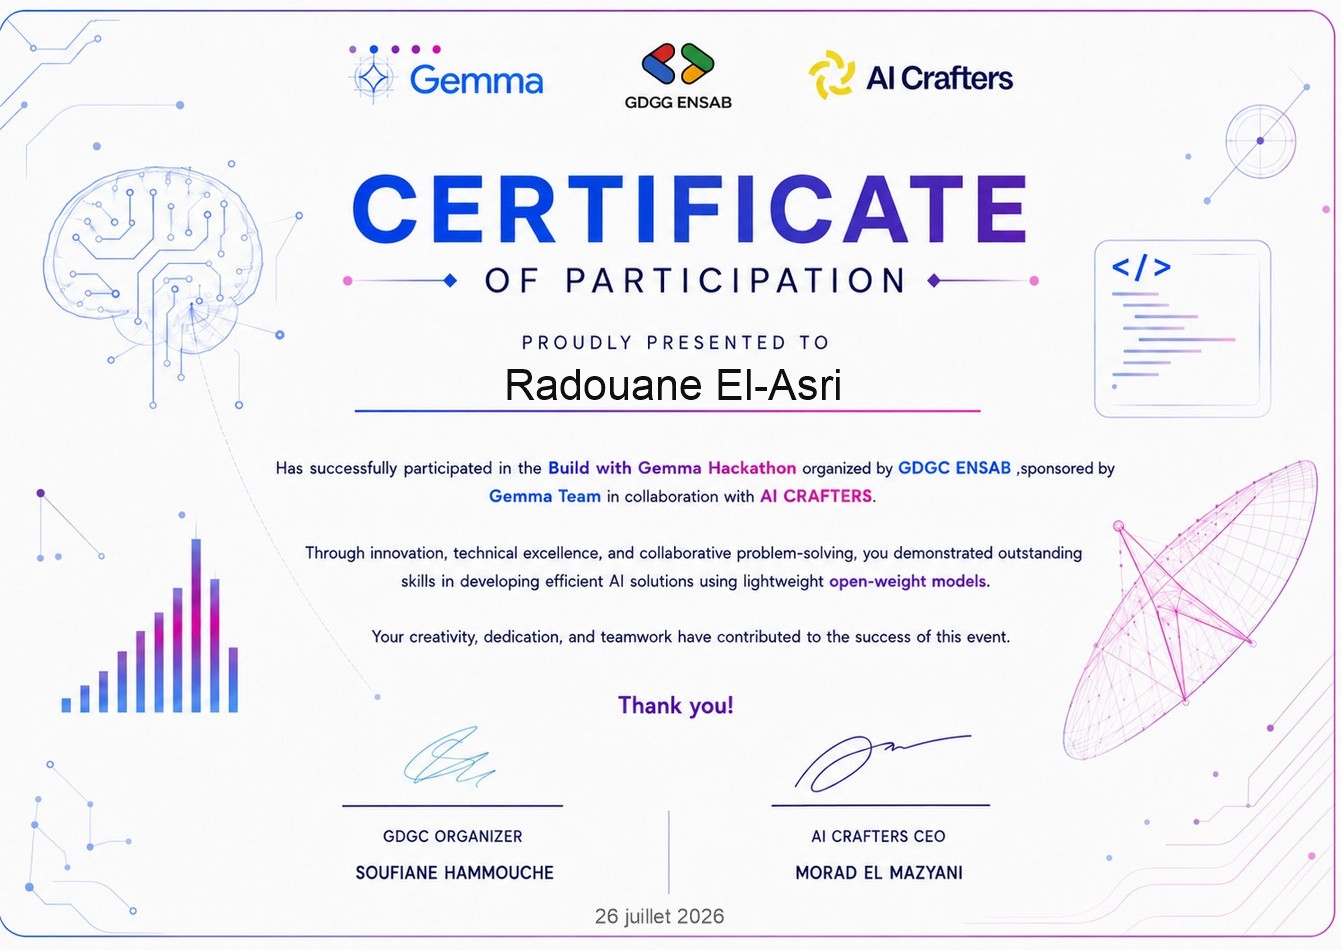 Gemma
GDGG ENSAB
AI Crafters
CERTIFICATE
OF PARTICIPATION
PROUDLY PRESENTED TO
Radouane El-Asri
</>
Has successfully participated in the Build with Gemma Hackathon organized by GDGC ENSAB ,sponsored by
Gemma Team in collaboration with AI CRAFTERS.
Through innovation, technical excellence, and collaborative problem-solving, you demonstrated outstanding
skills in developing efficient AI solutions using lightweight open-weight models.
Your creativity, dedication, and teamwork have contributed to the success of this event.
Thank you!
GDGC ORGANIZER
SOUFIANE HAMMOUCHE
AI CRAFTERS CEO
MORAD EL MAZYANI
26 juillet 2026